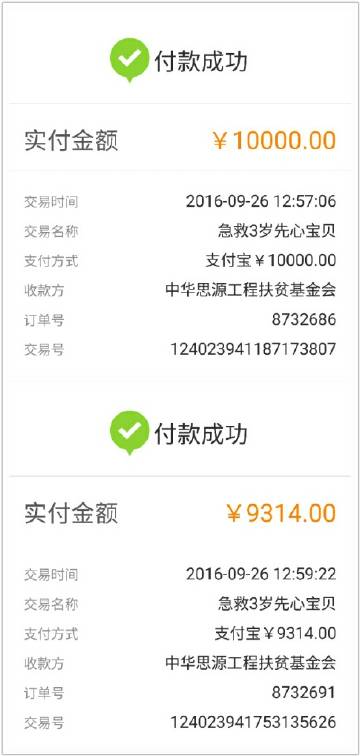 付款成功
实付金额 ￥10000.00
交易时间 2016-09-26 12:57:06
交易名称 急救3岁先心宝贝
支付方式 支付宝￥10000.00
收款方 中华思源工程扶贫基金会
订单号 8732686
交易号 124023941187173807
付款成功
实付金额 ￥9314.00
交易时间 2016-09-26 12:59:22
交易名称 急救3岁先心宝贝
支付方式 支付宝￥9314.00
收款方 中华思源工程扶贫基金会
订单号 8732691
交易号 124023941753135626